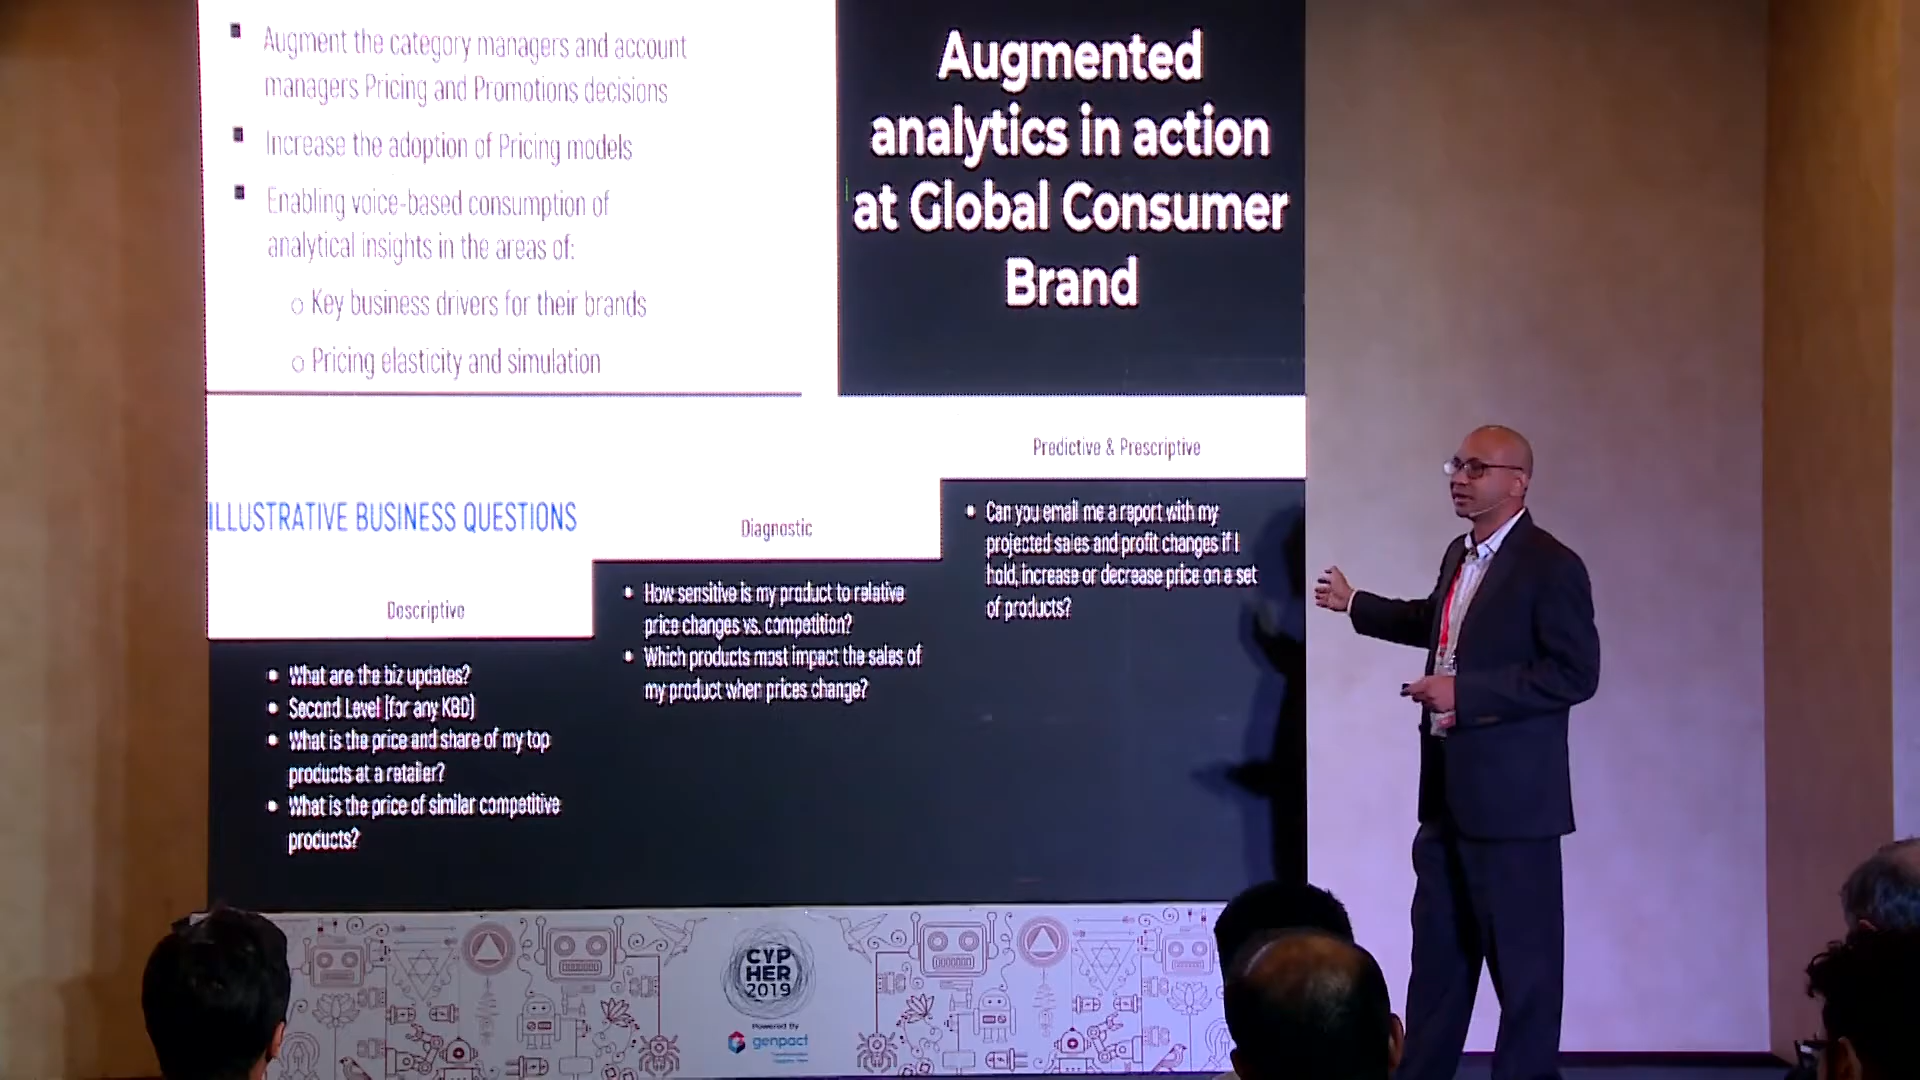 Augment the category managers and account
managers Pricing and Promotions decisions
Increase the adoption of Pricing models
Enabling voice-based consumption of
analytical insights in the areas of:
Key business drivers for their brands
Pricing elasticity and simulation
Augmented
analytics in action
at Global Consumer
Brand
ILLUSTRATIVE BUSINESS QUESTIONS
Descriptive
What are the biz updates?
Second Level (for any KBD)
What is the price and share of my top
products at a retailer?
What is the price of similar competitive
products?
Diagnostic
How sensitive is my product to relative
price changes vs. competition?
Which products most impact the sales of
my product when prices change?
Predictive & Prescriptive
Can you email me a report with my
projected sales and profit changes if I
hold, increase or decrease price on a set
of products?
CYP
HER
2019
Powered By
genpact